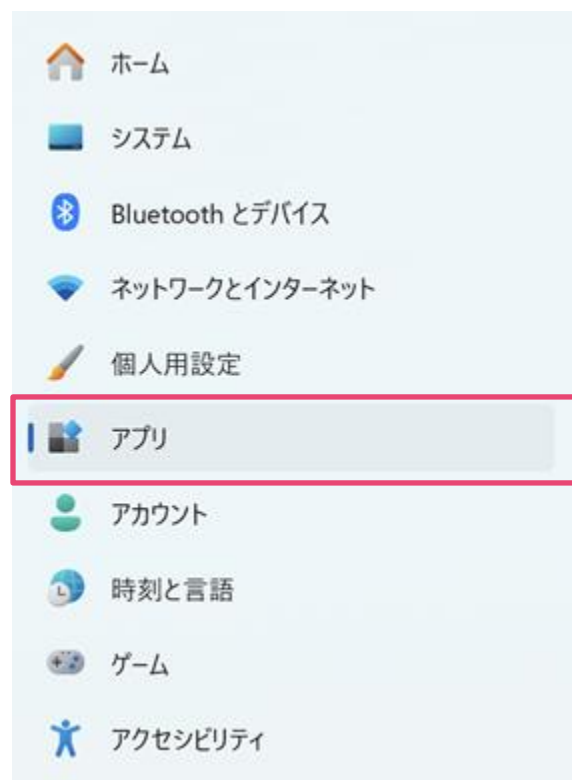 ホーム
システム
Bluetooth とデバイス
ネットワークとインターネット
個人用設定
アプリ
アカウント
時刻と言語
ゲーム
アクセシビリティ